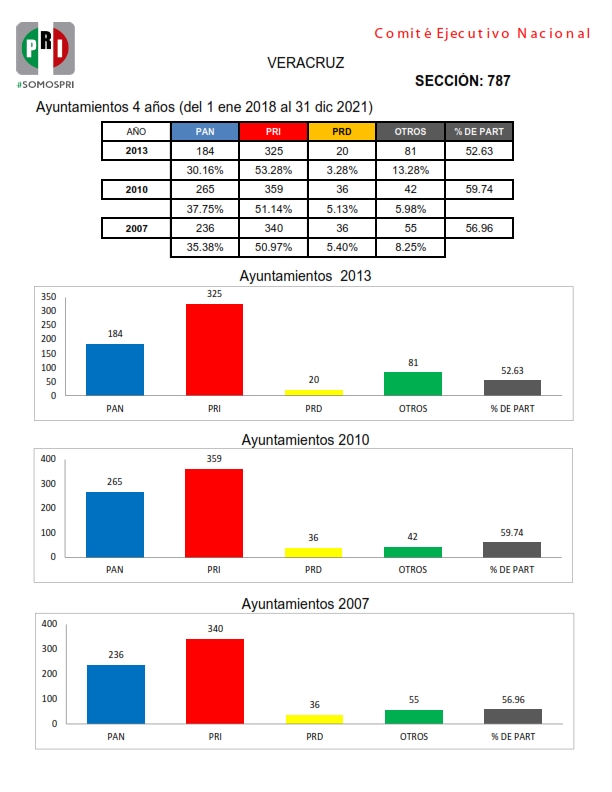 PRI
#SOMOSPRI
Comité Ejecutivo Nacional
VERACRUZ
SECCIÓN: 787
Ayuntamientos 4 años (del 1 ene 2018 al 31 dic 2021)
AÑO PAN PRI PRD OTROS % DE PART
2013 184 325 20 81 52.63
30.16% 53.28% 3.28% 13.28%
2010 265 359 36 42 59.74
37.75% 51.14% 5.13% 5.98%
2007 236 340 36 55 56.96
35.38% 50.97% 5.40% 8.25%
Ayuntamientos 2013
350
300
250
200
150
100
50
0
184 325 20 81 52.63
PAN PRI PRD OTROS % DE PART
Ayuntamientos 2010
400
300
200
100
0
265 359 36 42 59.74
PAN PRI PRD OTROS % DE PART
Ayuntamientos 2007
400
300
200
100
0
236 340 36 55 56.96
PAN PRI PRD OTROS % DE PART